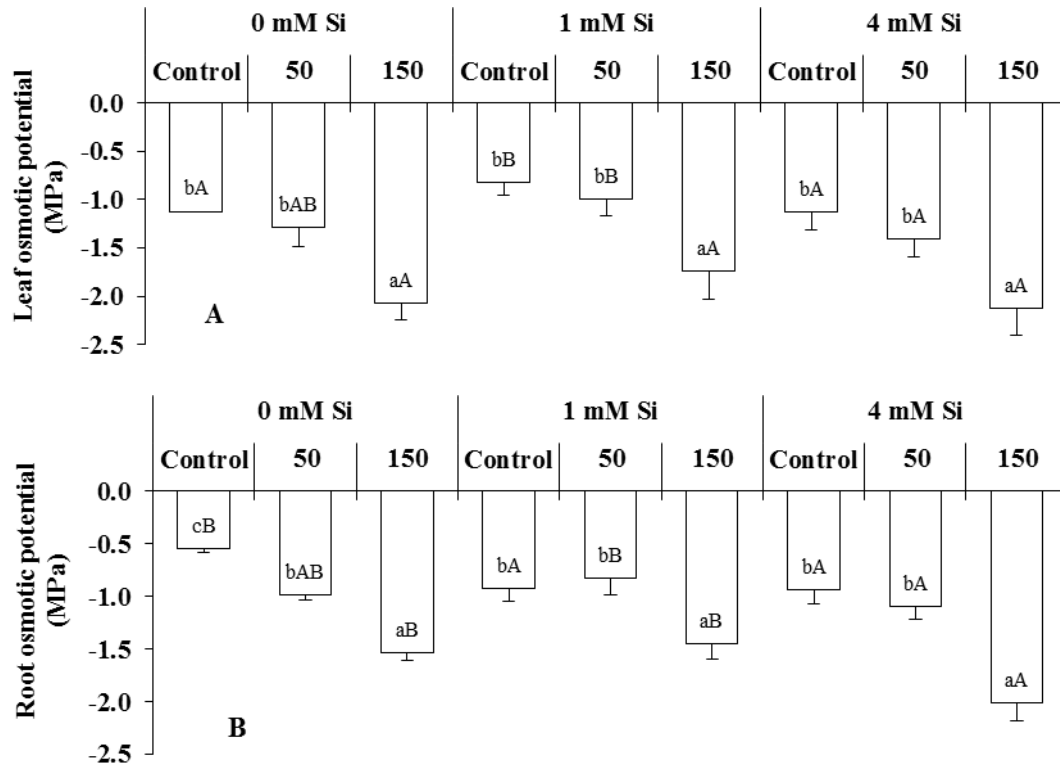 0 mM Si 1 mM Si 4 mM Si
Control 50 150 Control 50 150 Control 50 150
Leaf osmotic potential
(MPa)
0.0
-0.5
-1.0
-1.5
-2.0
-2.5
bA bAB aA bB bB aA bA bA aA
A
0 mM Si 1 mM Si 4 mM Si
Control 50 150 Control 50 150 Control 50 150
Root osmotic potential
(MPa)
0.0
-0.5
-1.0
-1.5
-2.0
-2.5
cB bAB aB bA bB aB bA bA aA
B